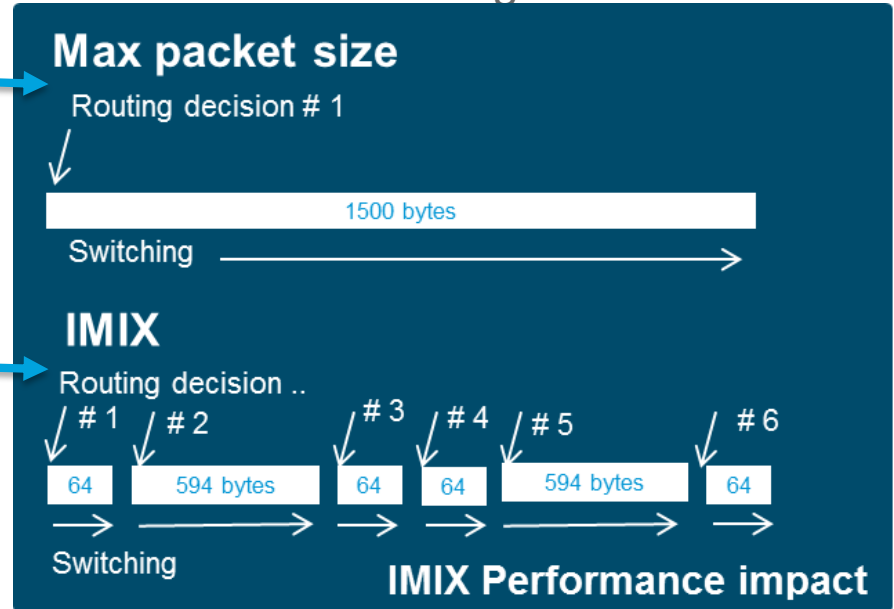 Max packet size
Routing decision # 1
1500 bytes
Switching
IMIX
Routing decision ..
# 1 # 2 # 3 # 4 # 5 # 6
64 594 bytes 64 64 594 bytes 64
Switching
IMIX Performance impact